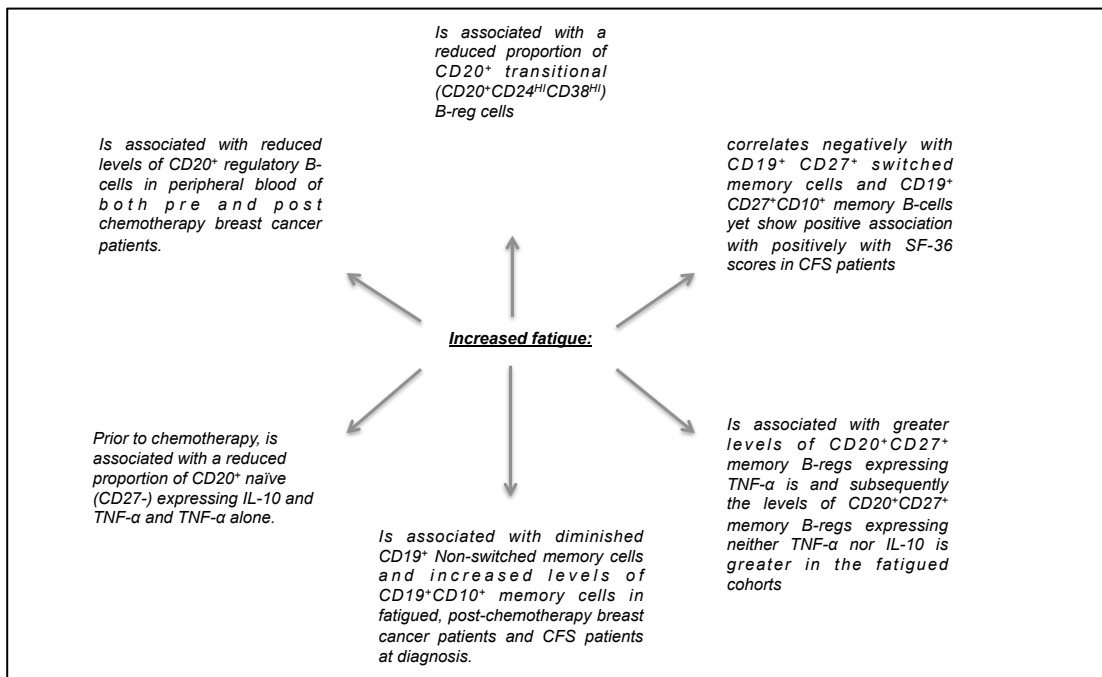 Is associated with a
reduced proportion of
CD20⁺ transitional
(CD20⁺CD24ᴴᴵCD38ᴴᴵ)
B-reg cells
Is associated with reduced
levels of CD20⁺ regulatory B-
cells in peripheral blood of
both pre and post
chemotherapy breast cancer
patients.
correlates negatively with
CD19⁺ CD27⁺ switched
memory cells and CD19⁺
CD27⁺CD10⁺ memory B-cells
yet show positive association
with positively with SF-36
scores in CFS patients
Increased fatigue:
Prior to chemotherapy, is
associated with a reduced
proportion of CD20⁺ naïve
(CD27-) expressing IL-10 and
TNF-α and TNF-α alone.
Is associated with diminished
CD19⁺ Non-switched memory cells
and increased levels of
CD19⁺CD10⁺ memory cells in
fatigued, post-chemotherapy breast
cancer patients and CFS patients
at diagnosis.
Is associated with greater
levels of CD20⁺CD27⁺
memory B-regs expressing
TNF-α is and subsequently
the levels of CD20⁺CD27⁺
memory B-regs expressing
neither TNF-α nor IL-10 is
greater in the fatigued
cohorts